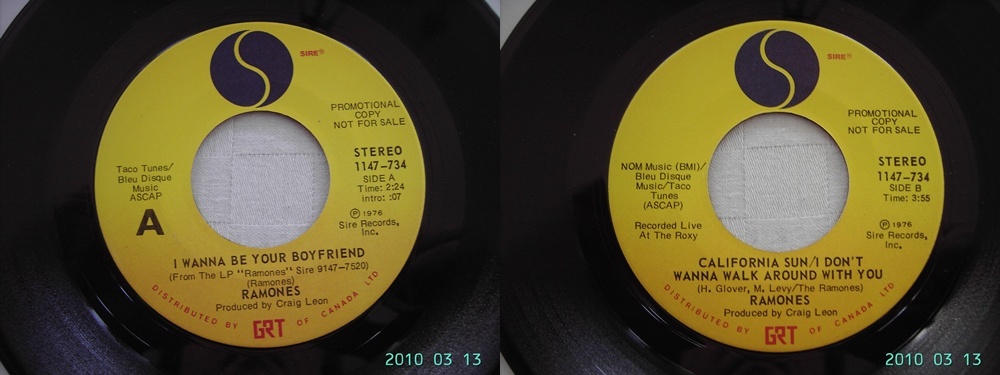 SIRE®
PROMOTIONAL
COPY
NOT FOR SALE
STEREO
1147-734
SIDE A
Time: 2:24
intro: :07
Taco Tunes/
Bleu Disque
Music
ASCAP
A
Ⓟ 1976
Sire Records,
Inc.
I WANNA BE YOUR BOYFRIEND
(From The LP "Ramones" Sire 9147-7520)
(Ramones)
RAMONES
Produced by Craig Leon
DISTRIBUTED BY GRT OF CANADA LTD
2010 03 13
SIRE®
PROMOTIONAL
COPY
NOT FOR SALE
STEREO
1147-734
SIDE B
Time: 3:55
NOM Music (BMI)/
Bleu Disque
Music/Taco
Tunes
(ASCAP)
Recorded Live
At The Roxy
Ⓟ 1976
Sire Records,
Inc.
CALIFORNIA SUN/I DON'T
WANNA WALK AROUND WITH YOU
(H. Glover, M. Levy/The Ramones)
RAMONES
Produced by Craig Leon
DISTRIBUTED BY GRT OF CANADA LTD
2010 03 13